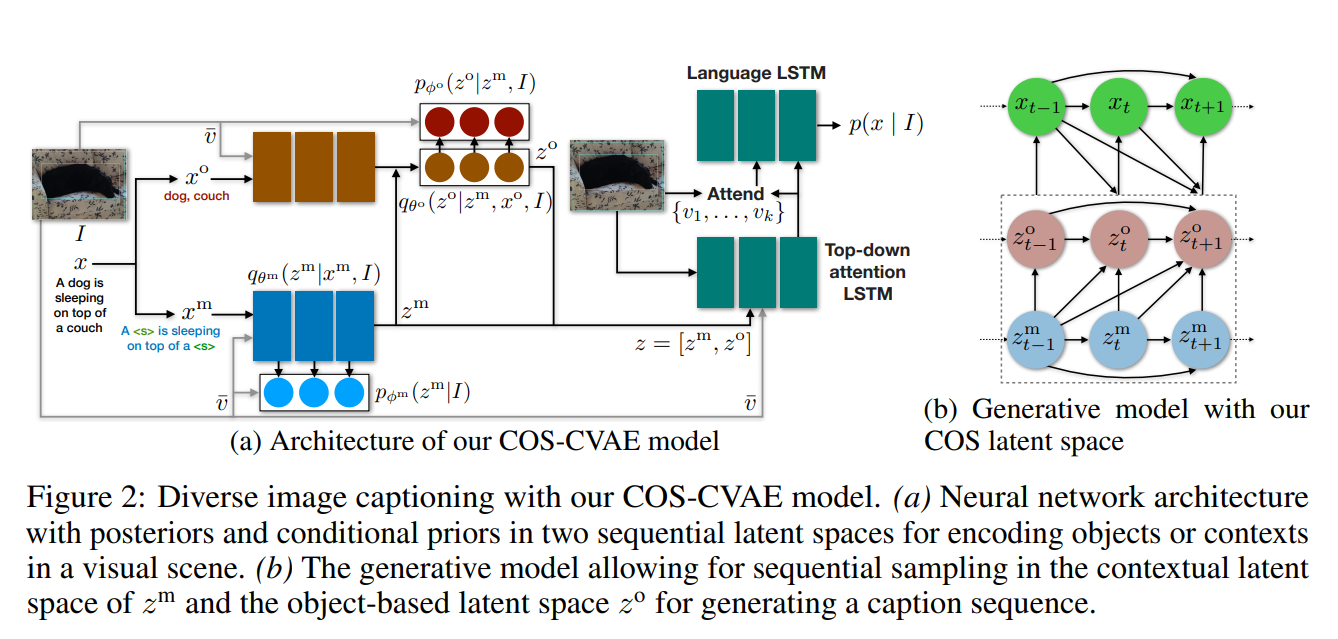 Language LSTM
p_{ϕ^o}(z^o|z^m, I)
p(x | I)
v̄
z^o
x^o
dog, couch
q_{θ^o}(z^o|z^m, x^o, I)
Attend
{v_1, . . . , v_k}
I
x
A dog is
sleeping
on top of
a couch
q_{θ^m}(z^m|x^m, I)
Top-down
attention
LSTM
x^m
z^m
A <s> is sleeping
on top of a <s>
z = [z^m, z^o]
v̄
p_{ϕ^m}(z^m|I)
v̄
(a) Architecture of our COS-CVAE model
x_{t−1} x_t x_{t+1}
z^o_{t−1} z^o_t z^o_{t+1}
z^m_{t−1} z^m_t z^m_{t+1}
(b) Generative model with our
COS latent space
Figure 2: Diverse image captioning with our COS-CVAE model. (a) Neural network architecture
with posteriors and conditional priors in two sequential latent spaces for encoding objects or contexts
in a visual scene. (b) The generative model allowing for sequential sampling in the contextual latent
space of z^m and the object-based latent space z^o for generating a caption sequence.